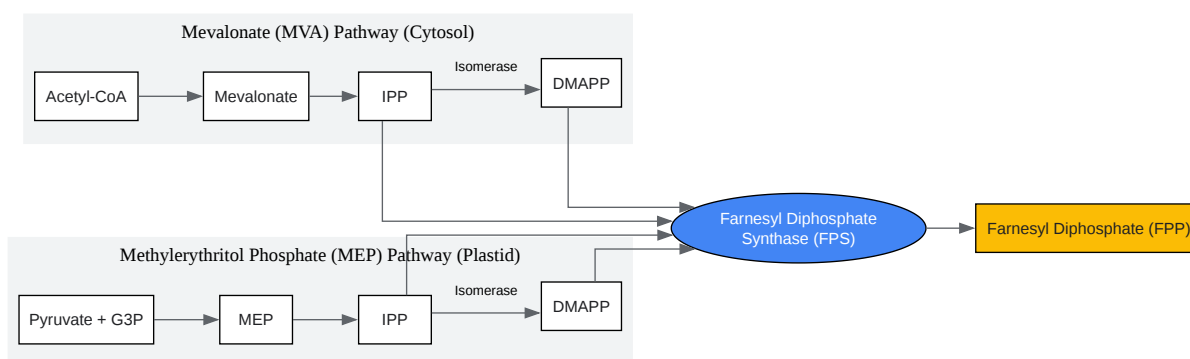 Mevalonate (MVA) Pathway (Cytosol)
Acetyl-CoA
Mevalonate
IPP
Isomerase
DMAPP
Farnesyl Diphosphate
Synthase (FPS)
Farnesyl Diphosphate (FPP)
Methylerythritol Phosphate (MEP) Pathway (Plastid)
Pyruvate + G3P
MEP
IPP
Isomerase
DMAPP